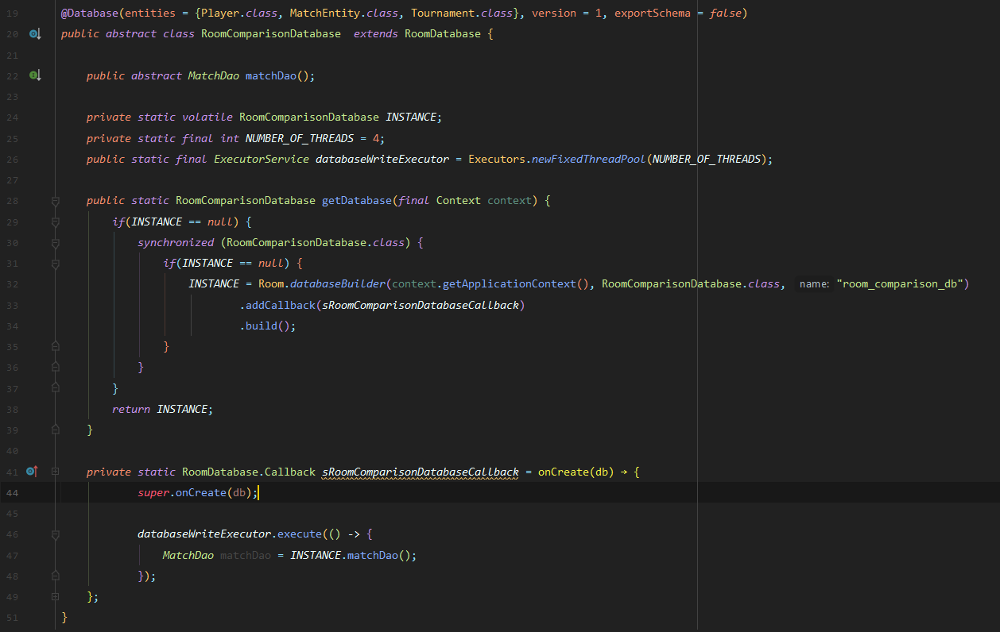 19 @Database(entities = {Player.class, MatchEntity.class, Tournament.class}, version = 1, exportSchema = false)
20 public abstract class RoomComparisonDatabase  extends RoomDatabase {
21
22     public abstract MatchDao matchDao();
23
24     private static volatile RoomComparisonDatabase INSTANCE;
25     private static final int NUMBER_OF_THREADS = 4;
26     public static final ExecutorService databaseWriteExecutor = Executors.newFixedThreadPool(NUMBER_OF_THREADS);
27
28     public static RoomComparisonDatabase getDatabase(final Context context) {
29         if(INSTANCE == null) {
30             synchronized (RoomComparisonDatabase.class) {
31                 if(INSTANCE == null) {
32                     INSTANCE = Room.databaseBuilder(context.getApplicationContext(), RoomComparisonDatabase.class, name: "room_comparison_db")
33                             .addCallback(sRoomComparisonDatabaseCallback)
34                             .build();
35                 }
36             }
37         }
38         return INSTANCE;
39     }
40
41     private static RoomDatabase.Callback sRoomComparisonDatabaseCallback = onCreate(db) → {
44             super.onCreate(db);
45
46             databaseWriteExecutor.execute(() -> {
47                 MatchDao matchDao = INSTANCE.matchDao();
48             });
49     };
51 }